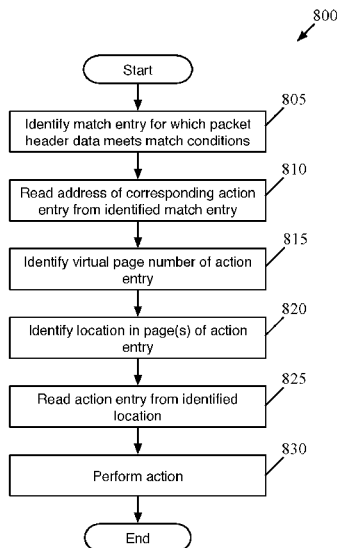 800
Start
805
Identify match entry for which packet
header data meets match conditions
810
Read address of corresponding action
entry from identified match entry
815
Identify virtual page number of action
entry
820
Identify location in page(s) of action
entry
825
Read action entry from identified
location
830
Perform action
End